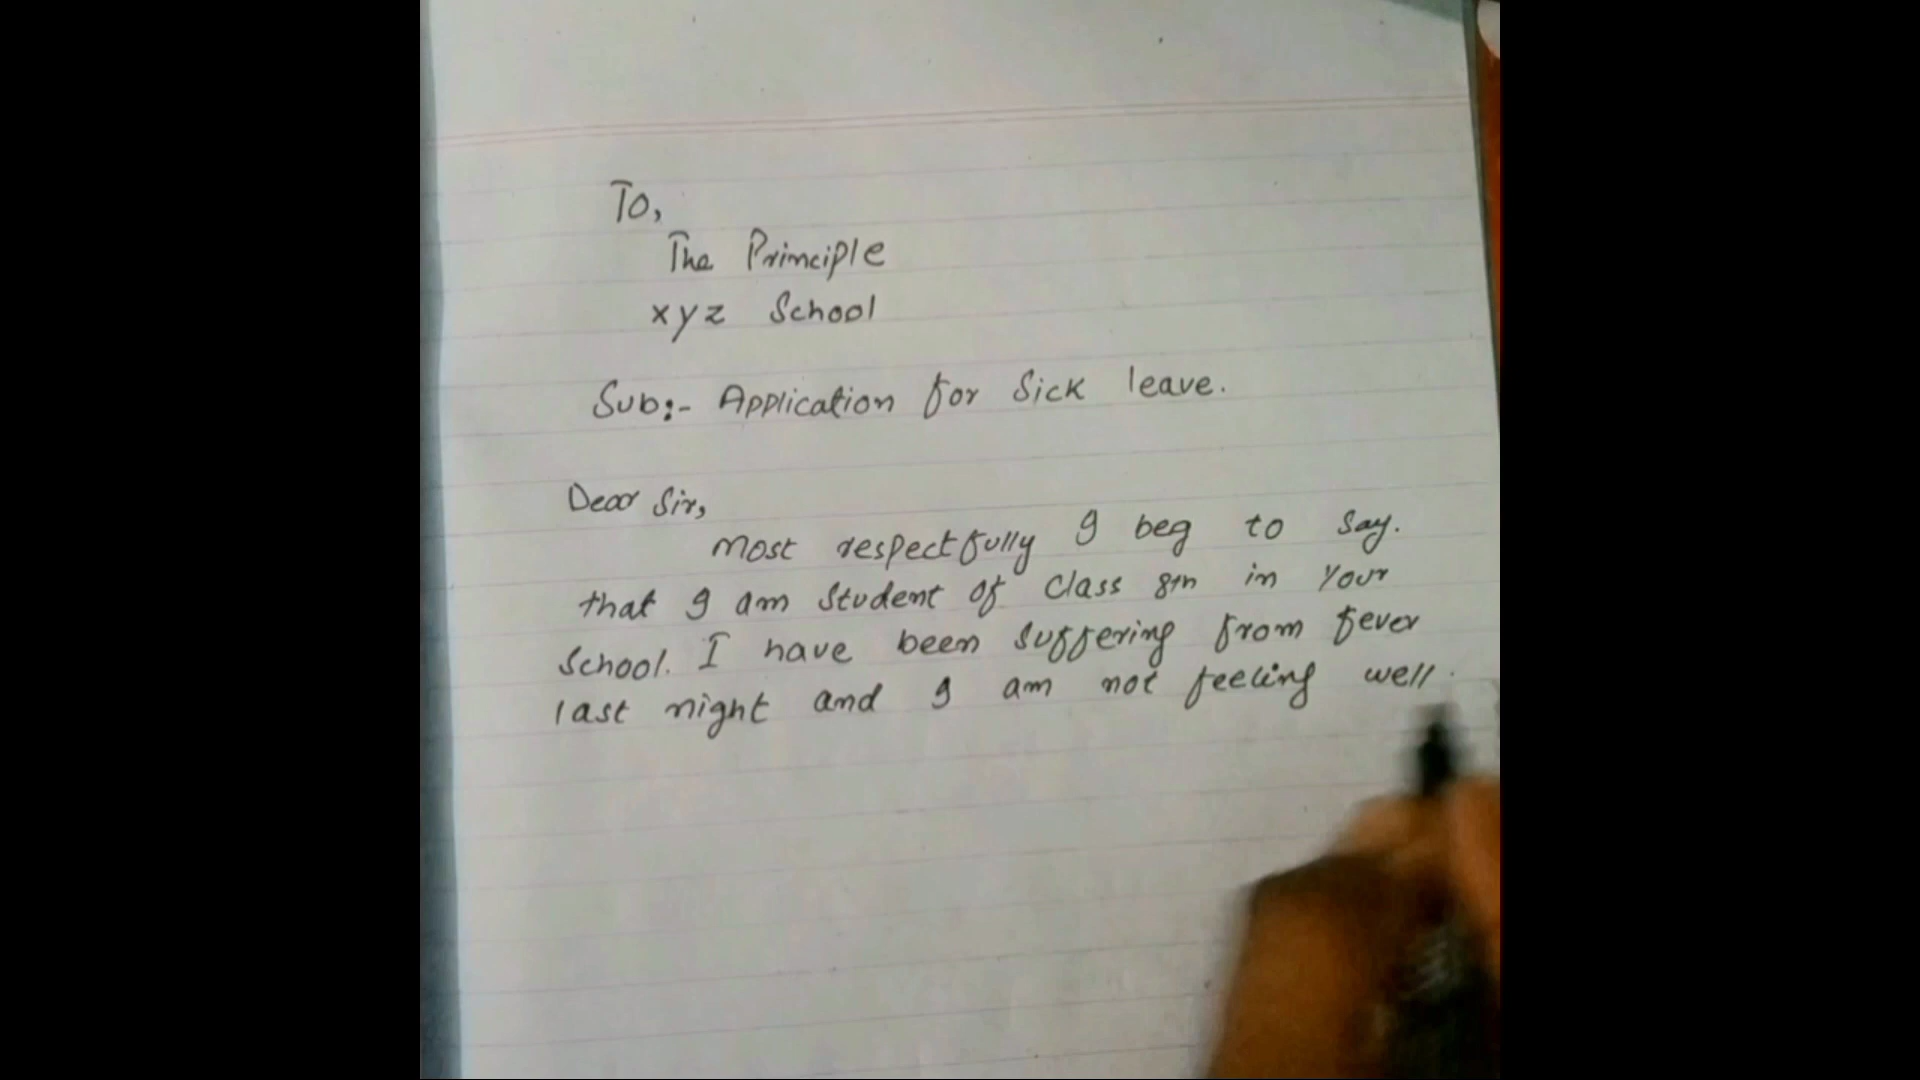 To,
The Principle
xyz School
Sub:- Application for Sick leave.
Dear Sir,
Most respectfully I beg to say.
that I am Student of Class 8th in Your
School. I have been suffering from fever
last night and I am not feeling well.